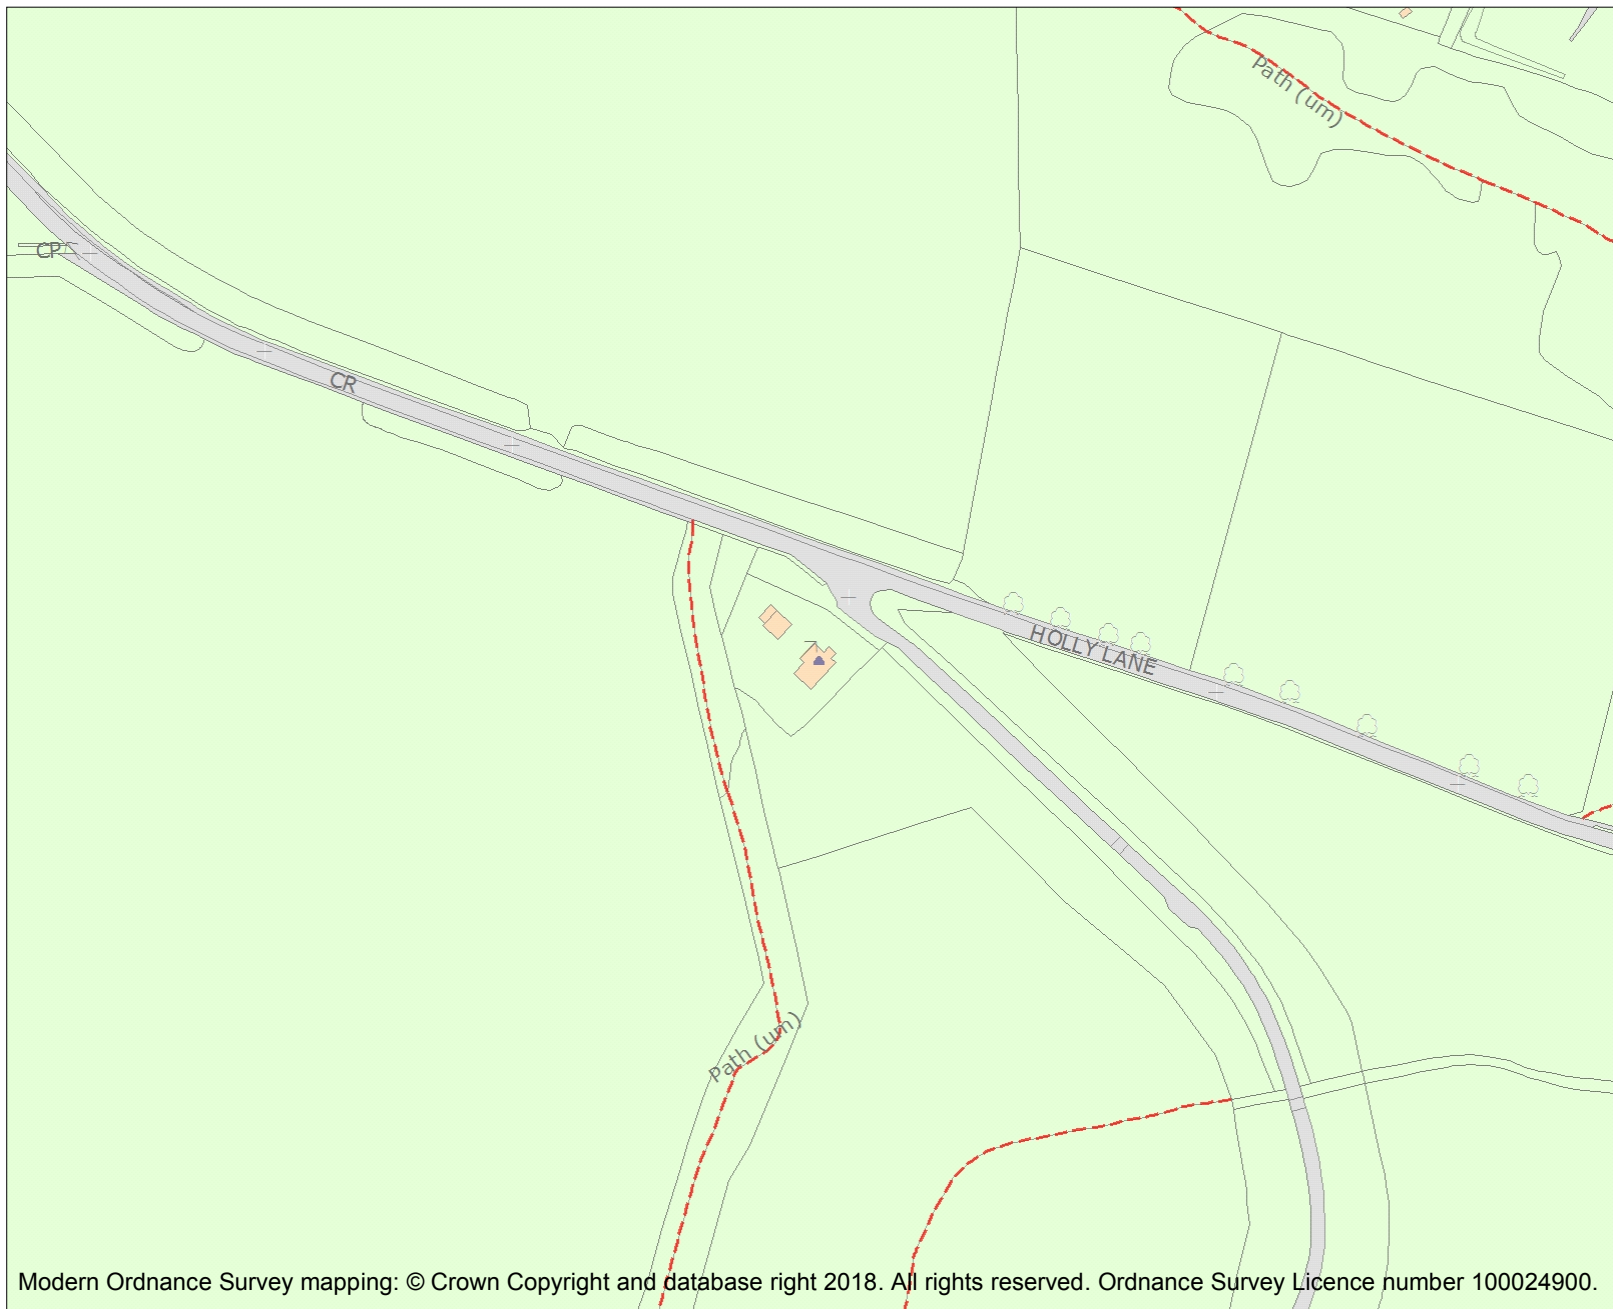 Path (um)
CP
CR
HOLLY LANE
Path (um)
Modern Ordnance Survey mapping: © Crown Copyright and database right 2018. All rights reserved. Ordnance Survey Licence number 100024900.